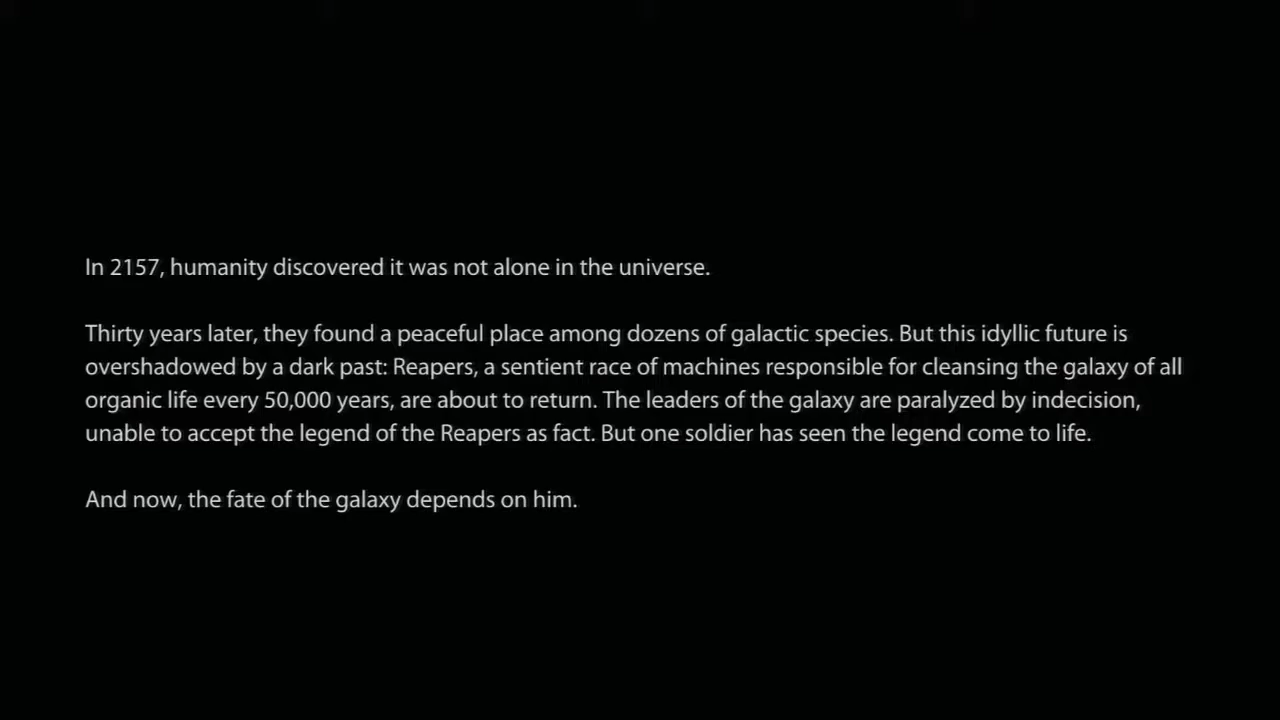 In 2157, humanity discovered it was not alone in the universe.
Thirty years later, they found a peaceful place among dozens of galactic species. But this idyllic future is
overshadowed by a dark past: Reapers, a sentient race of machines responsible for cleansing the galaxy of all
organic life every 50,000 years, are about to return. The leaders of the galaxy are paralyzed by indecision,
unable to accept the legend of the Reapers as fact. But one soldier has seen the legend come to life.
And now, the fate of the galaxy depends on him.